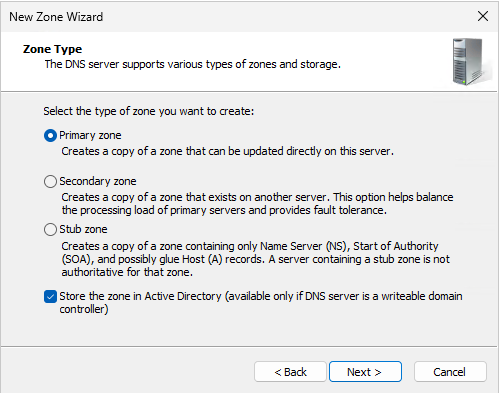 New Zone Wizard
Zone Type
The DNS server supports various types of zones and storage.
Select the type of zone you want to create:
Primary zone
Creates a copy of a zone that can be updated directly on this server.
Secondary zone
Creates a copy of a zone that exists on another server. This option helps balance
the processing load of primary servers and provides fault tolerance.
Stub zone
Creates a copy of a zone containing only Name Server (NS), Start of Authority
(SOA), and possibly glue Host (A) records. A server containing a stub zone is not
authoritative for that zone.
Store the zone in Active Directory (available only if DNS server is a writeable domain
controller)
< Back
Next >
Cancel